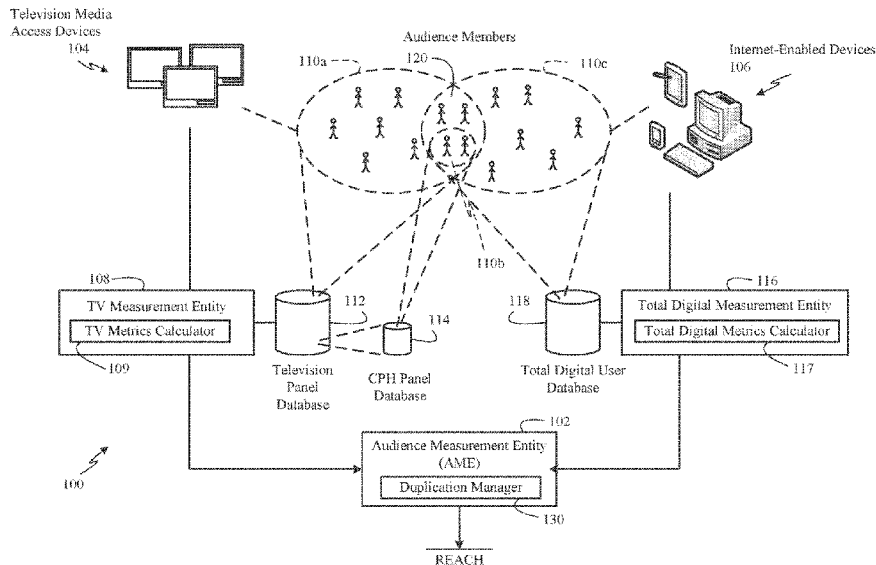 Television Media
Access Devices
104
Audience Members
110a
120
110c
Internet-Enabled Devices
106
110b
108
TV Measurement Entity
TV Metrics Calculator
109
112
114
118
116
Total Digital Measurement Entity
Total Digital Metrics Calculator
117
Television
Panel
Database
CPH Panel
Database
Total Digital User
Database
102
Audience Measurement Entity
(AME)
Duplication Manager
130
100
REACH